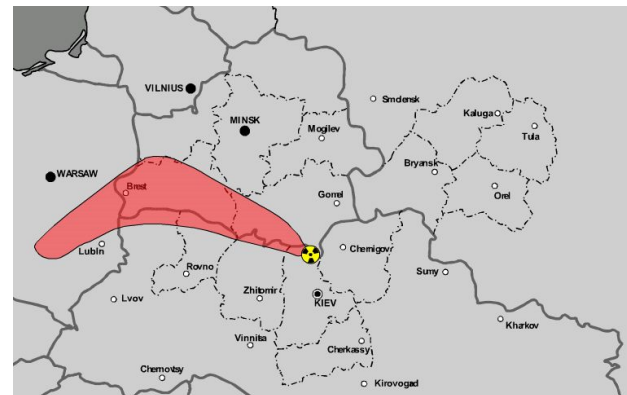 Smolensk
VILNIUS
Kaluga
MINSK
Mogilev
Tula
Bryansk
WARSAW
Brest
Orel
Gomel
Lublin
Chernigov
Rovno
Sumy
Zhitomir
Lvov
KIEV
Kharkov
Vinnitsa
Cherkassy
Chernovtsy
Kirovograd